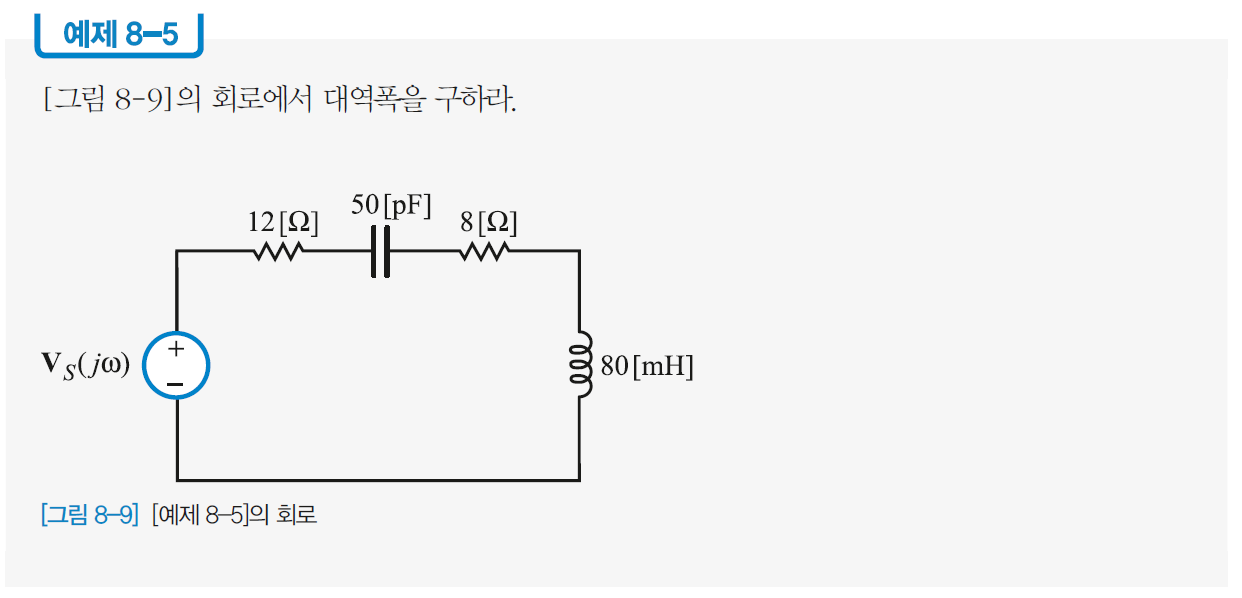 예제 8-5
[그림 8-9]의 회로에서 대역폭을 구하라.
50[pF]
12[Ω]
8[Ω]
V_S(jω)
+
−
80[mH]
[그림 8-9] [예제 8-5]의 회로